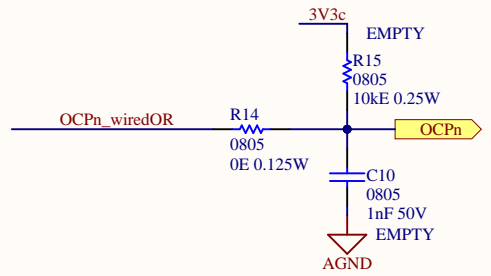 3V3c
EMPTY
R15
0805
10kE 0.25W
R14
OCPn_wiredOR
OCPn
0805
0E 0.125W
C10
0805
1nF 50V
EMPTY
AGND